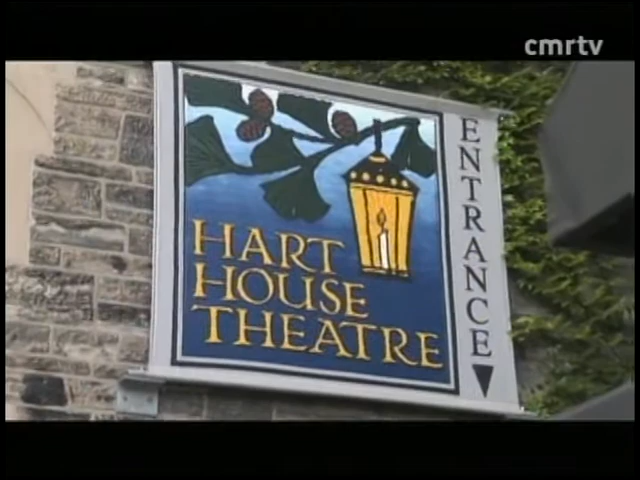 cmrtv
HART
HOUSE
THEATRE
ENTRANCE